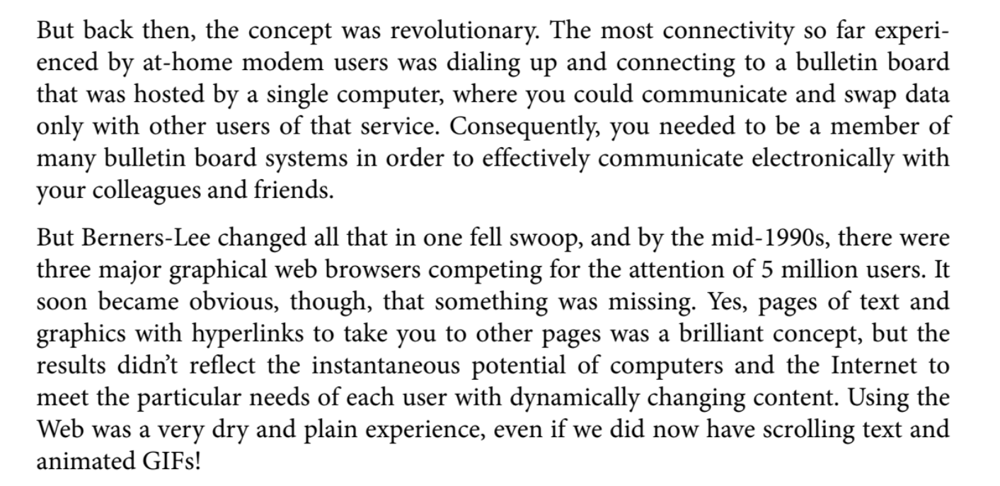 But back then, the concept was revolutionary. The most connectivity so far experi-
enced by at-home modem users was dialing up and connecting to a bulletin board
that was hosted by a single computer, where you could communicate and swap data
only with other users of that service. Consequently, you needed to be a member of
many bulletin board systems in order to effectively communicate electronically with
your colleagues and friends.
But Berners-Lee changed all that in one fell swoop, and by the mid-1990s, there were
three major graphical web browsers competing for the attention of 5 million users. It
soon became obvious, though, that something was missing. Yes, pages of text and
graphics with hyperlinks to take you to other pages was a brilliant concept, but the
results didn’t reflect the instantaneous potential of computers and the Internet to
meet the particular needs of each user with dynamically changing content. Using the
Web was a very dry and plain experience, even if we did now have scrolling text and
animated GIFs!